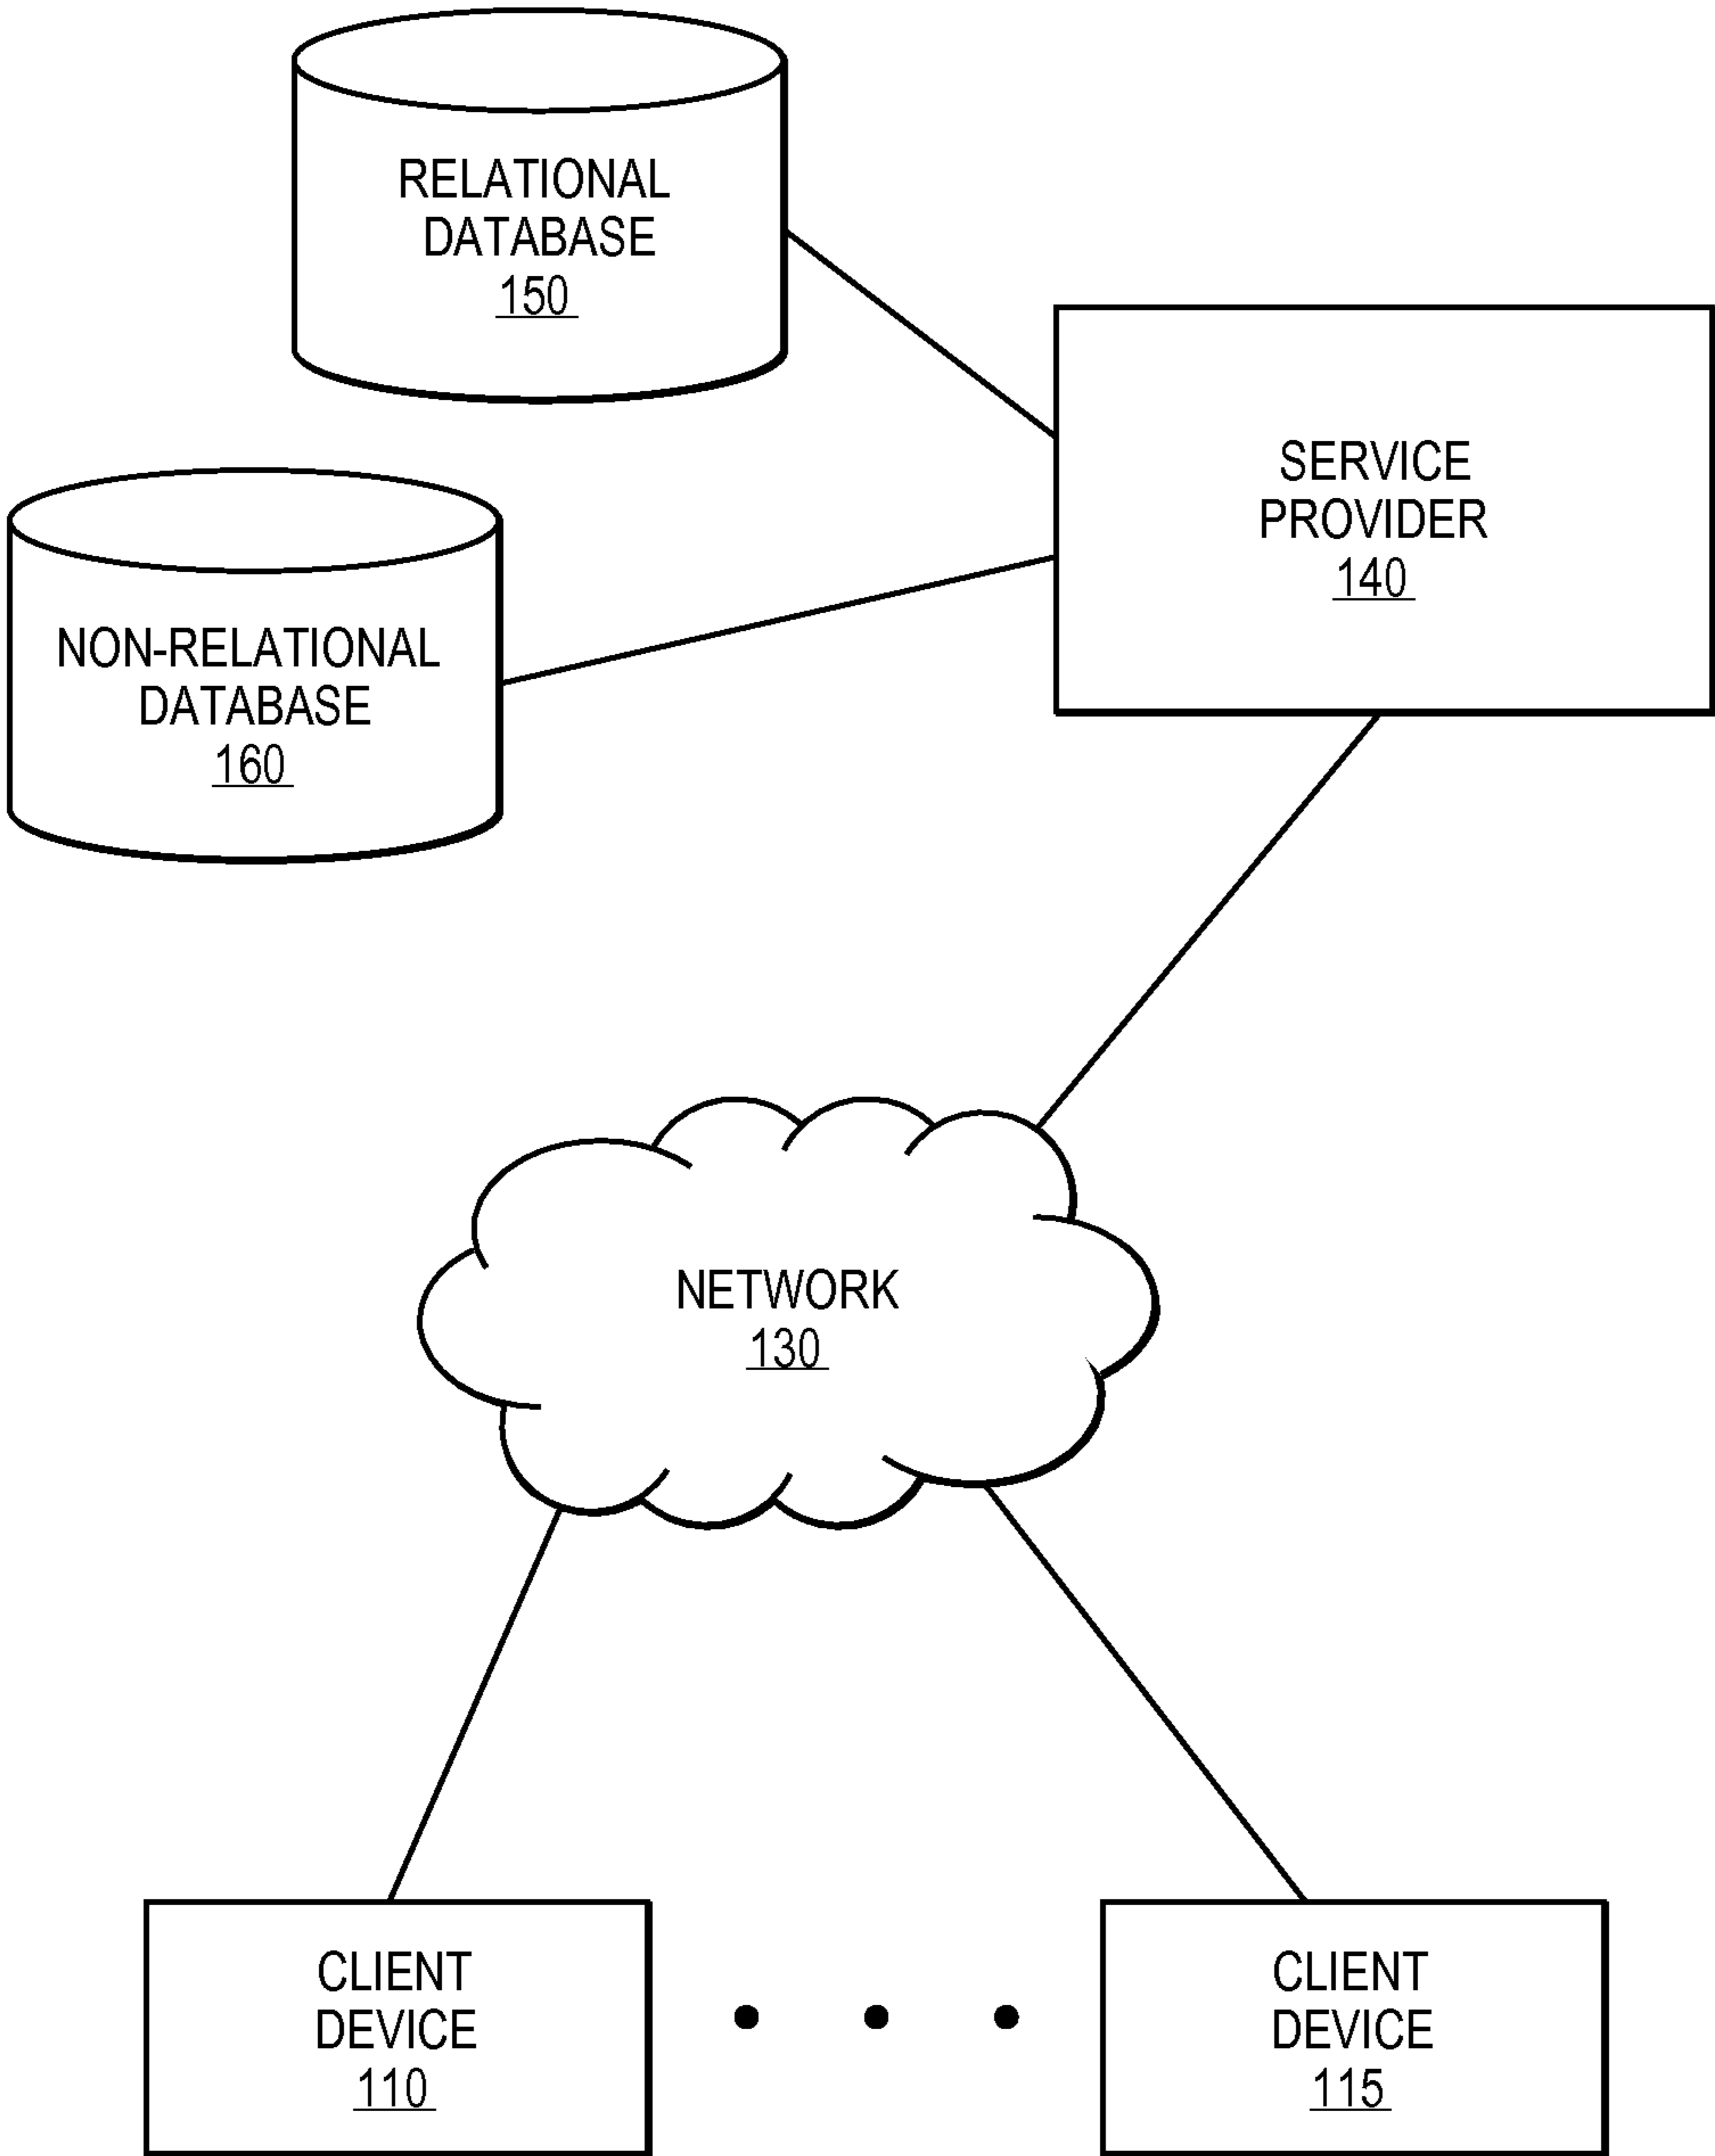 RELATIONAL
DATABASE
150
SERVICE
PROVIDER
140
NON-RELATIONAL
DATABASE
160
NETWORK
130
CLIENT
DEVICE
110
CLIENT
DEVICE
115